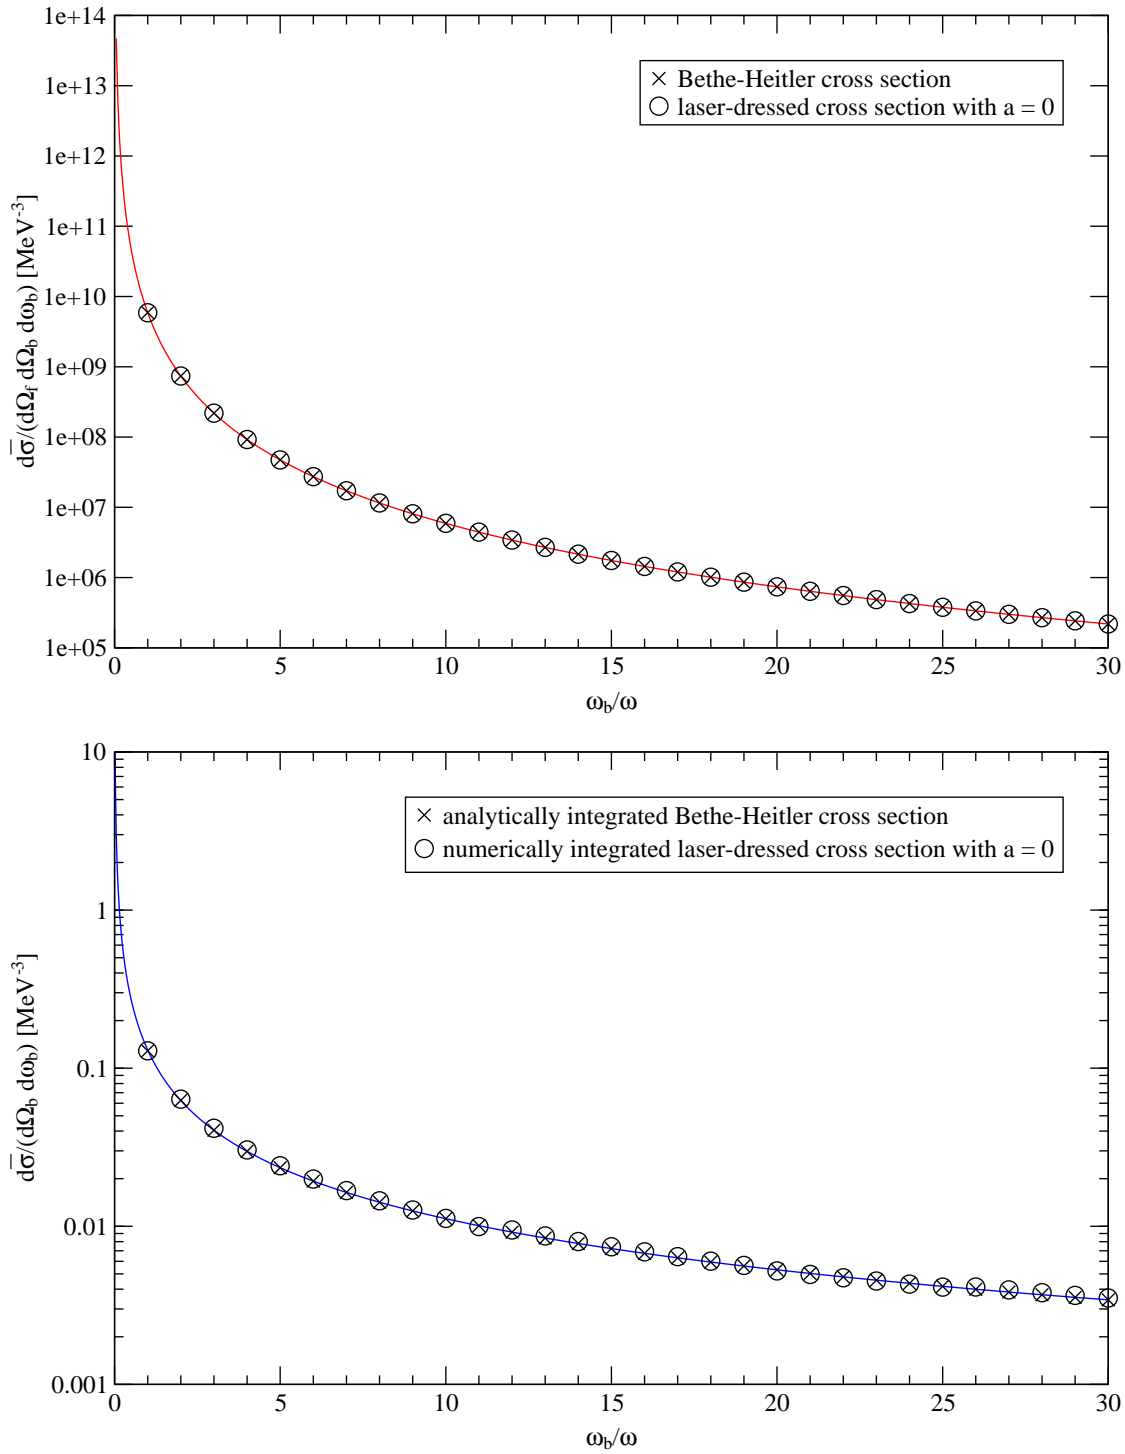 1e+14
1e+13
1e+12
1e+11
1e+10
1e+09
1e+08
1e+07
1e+06
1e+05
dσ̅/(dΩf dΩb dωb) [MeV-3]
Bethe-Heitler cross section
laser-dressed cross section with a = 0
0 5 10 15 20 25 30
ωb/ω
10
1
0.1
0.01
0.001
dσ̅/(dΩb dωb) [MeV-3]
analytically integrated Bethe-Heitler cross section
numerically integrated laser-dressed cross section with a = 0
0 5 10 15 20 25 30
ωb/ω